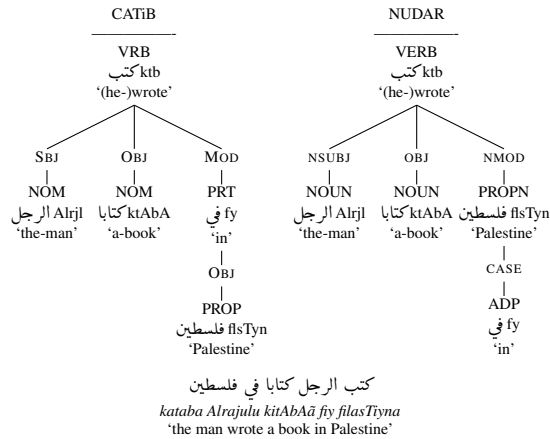 CATiB NUDAR
VRB VERB
كتب ktb كتب ktb
‘(he-)wrote’ ‘(he-)wrote’
SBJ OBJ MOD NSUBJ OBJ NMOD
NOM NOM PRT NOUN NOUN PROPN
الرجل Alrjl كتابا ktAbA في fy الرجل Alrjl كتابا ktAbA فلسطين flsTyn
‘the-man’ ‘a-book’ ‘in’ ‘the-man’ ‘a-book’ ‘Palestine’
OBJ CASE
PROP ADP
فلسطين flsTyn في fy
‘Palestine’ ‘in’
كتب الرجل كتابا في فلسطين
kataba Alrajulu kitAbAã fiy filasTiyna
‘the man wrote a book in Palestine’